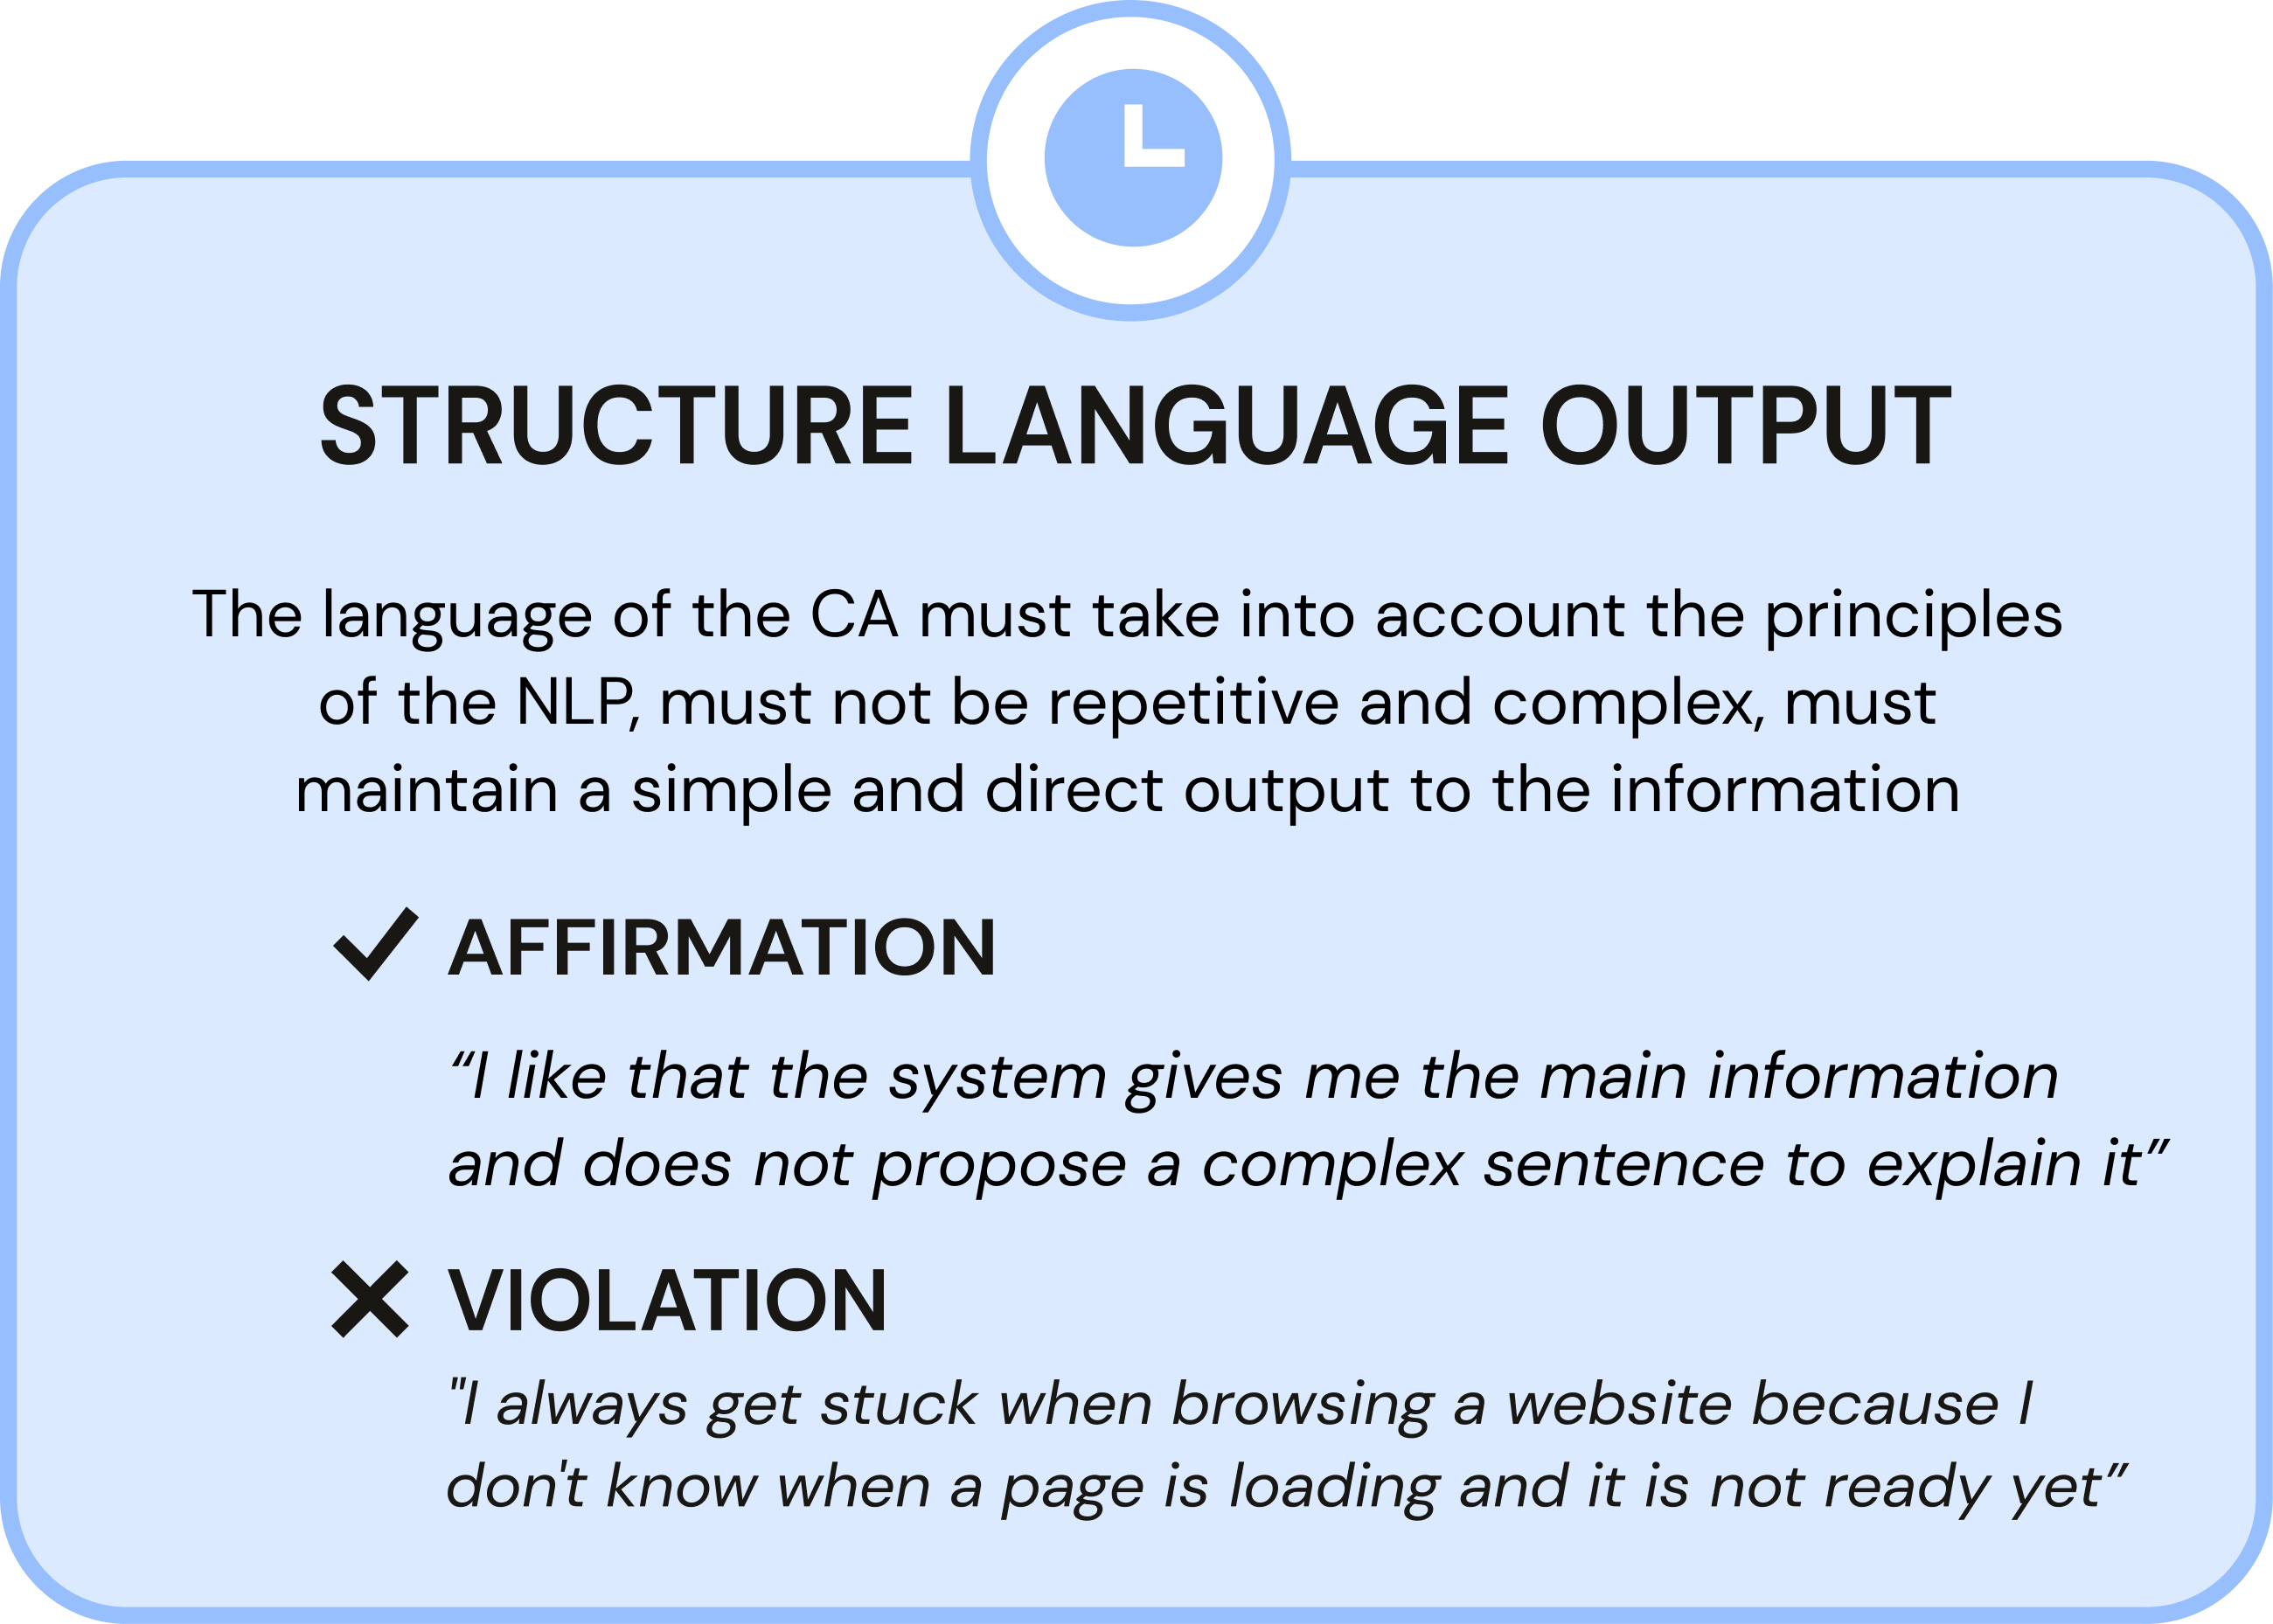 STRUCTURE LANGUAGE OUTPUT
The language of the CA must take into account the principles
of the NLP, must not be repetitive and complex, must
maintain a simple and direct output to the information
AFFIRMATION
“I like that the system gives me the main information
and does not propose a complex sentence to explain it”
VIOLATION
"I always get stuck when browsing a website because I
don't know when a page is loading and it is not ready yet”